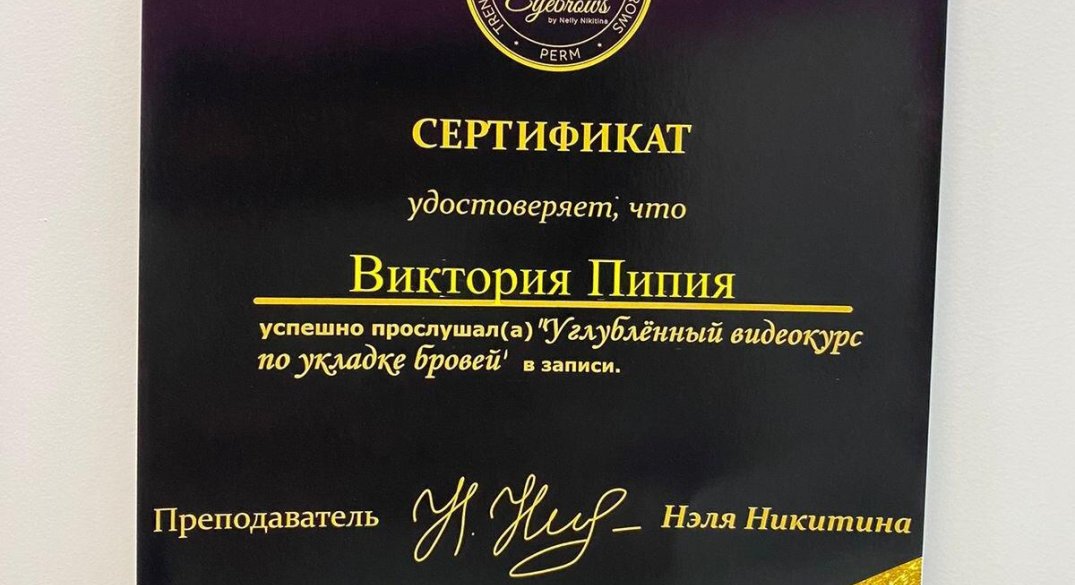 Eyebrows
by Nelly Nikitina
PERM
СЕРТИФИКАТ
удостоверяет, что
Виктория Пипия
успешно прослушал(а) "Углублённый видеокурс
по укладке бровей" в записи.
Преподаватель Нэля Никитина